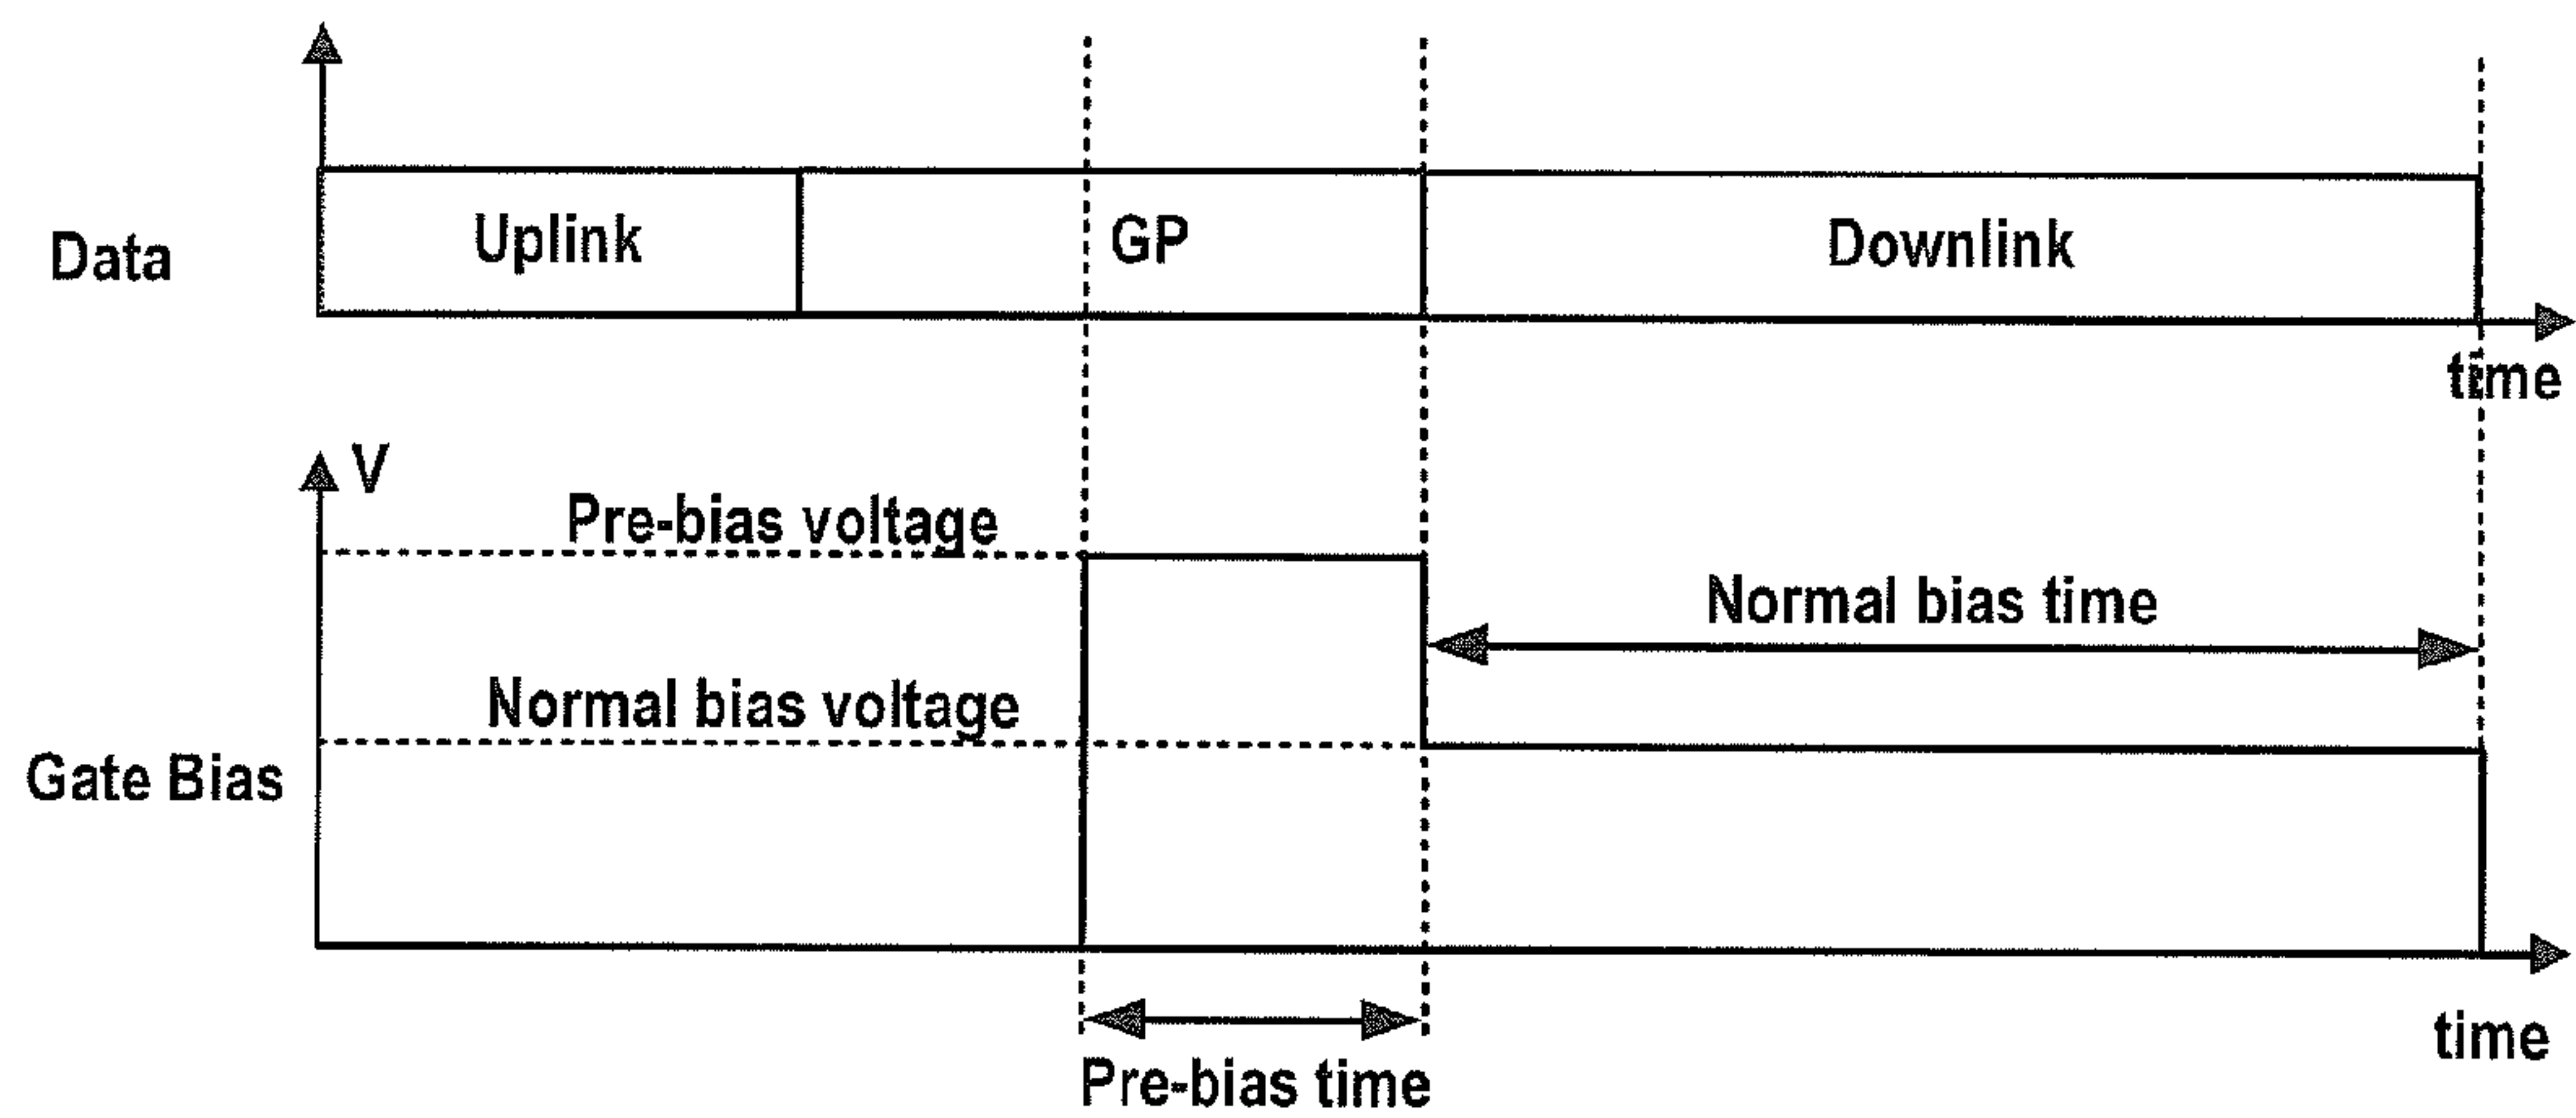 Uplink
GP
Downlink
Data
time
V
Pre-bias voltage
Normal bias time
Normal bias voltage
Gate Bias
time
Pre-bias time